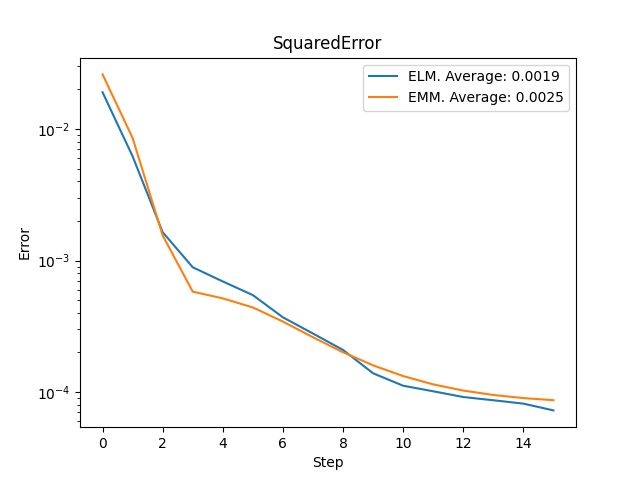 SquaredError
ELM. Average: 0.0019
EMM. Average: 0.0025
10⁻²
10⁻³
10⁻⁴
Error
0 2 4 6 8 10 12 14
Step